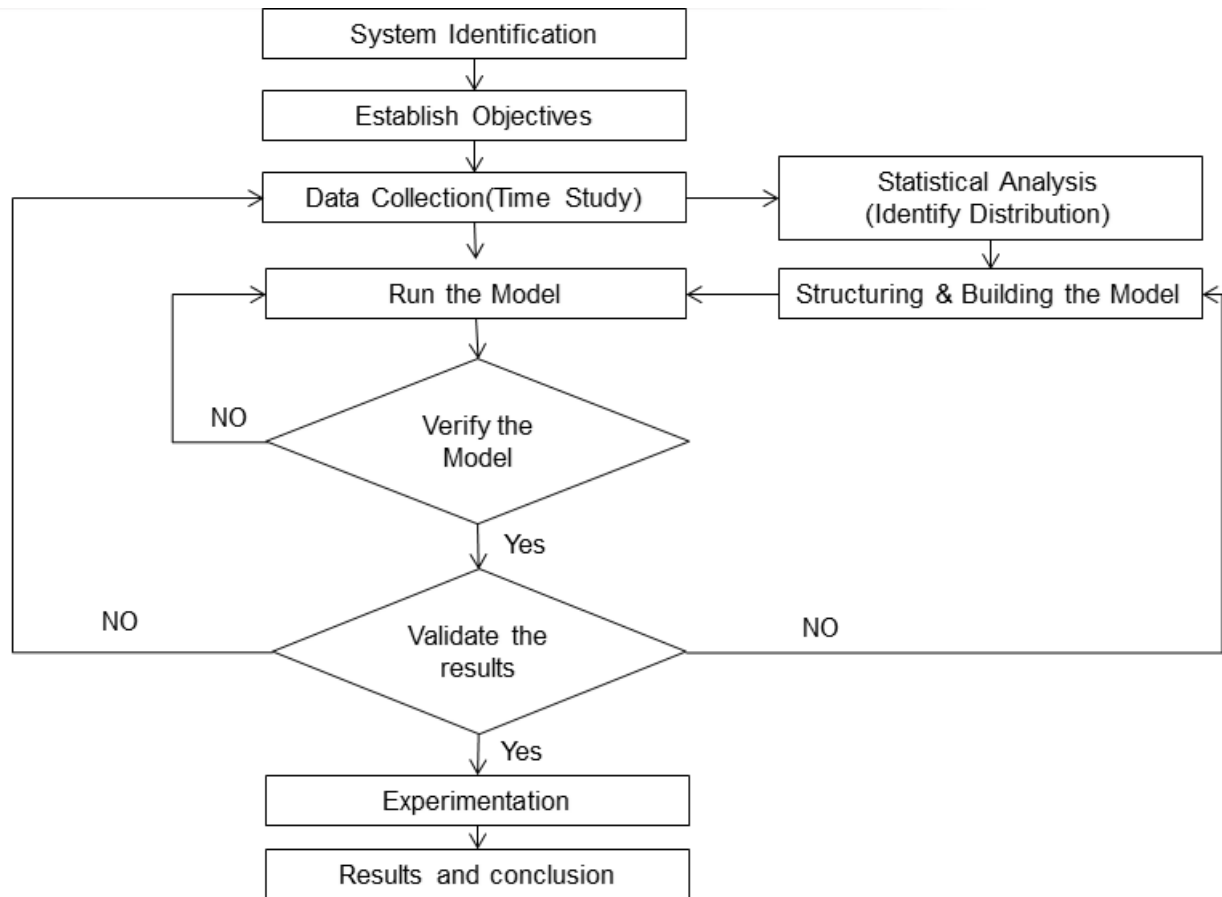 System Identification
Establish Objectives
Data Collection(Time Study)
Statistical Analysis
(Identify Distribution)
Run the Model
Structuring & Building the Model
NO
Verify the
Model
Yes
NO
Validate the
results
NO
Yes
Experimentation
Results and conclusion